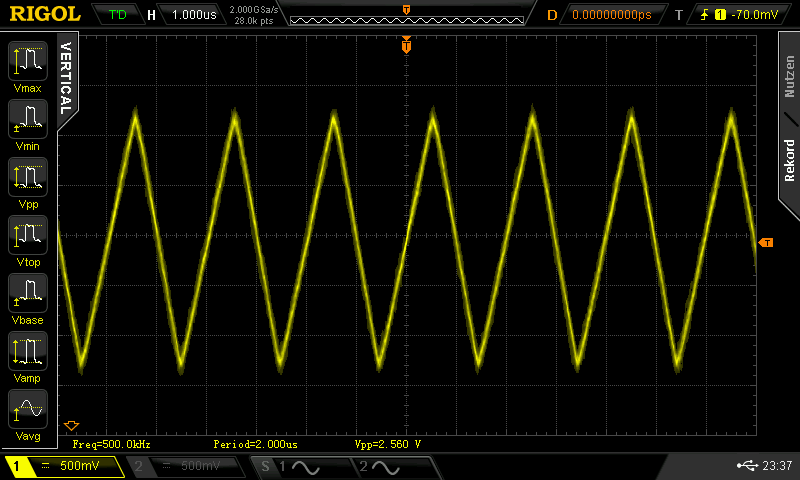 RIGOL T'D H 1.000us 2.000GSa/s D 0.00000000ps T 1 -70.0mV
28.0k pts
T
T
VERTICAL
Nutzen
Rekord
Vmax
Vmin
Vpp
Vtop
T
Vbase
Vamp
Vavg
Freq=500.0kHz Period=2.000us Vpp=2.560 V
1 500mV 2 500mV S 1 2 23:37